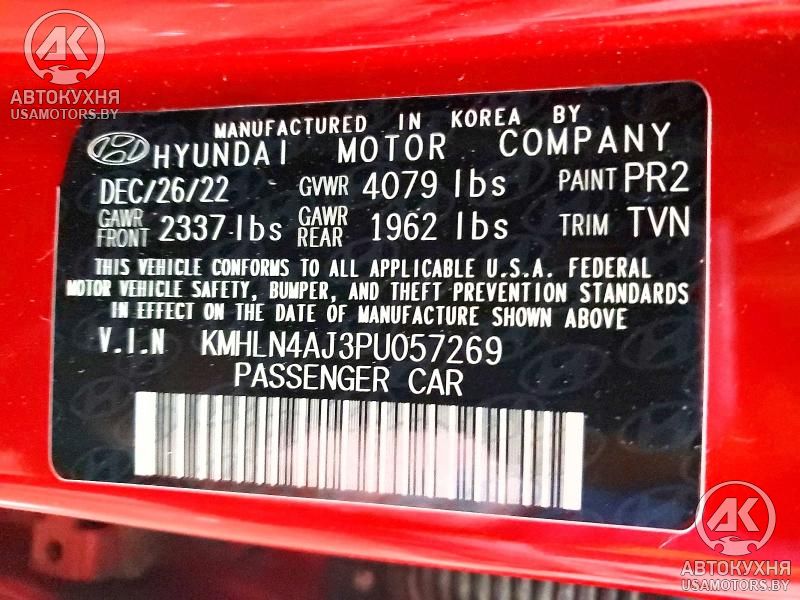 АК
АВТОКУХНЯ
USAMOTORS.BY
MANUFACTURED IN KOREA BY
HYUNDAI MOTOR COMPANY
DEC/26/22 GVWR 4079 lbs PAINT PR2
GAWR FRONT 2337 lbs GAWR REAR 1962 lbs TRIM TVN
THIS VEHICLE CONFORMS TO ALL APPLICABLE U.S.A. FEDERAL
MOTOR VEHICLE SAFETY, BUMPER, AND THEFT PREVENTION STANDARDS
IN EFFECT ON THE DATE OF MANUFACTURE SHOWN ABOVE
V.I.N KMHLN4AJ3PU057269
PASSENGER CAR
АК
АВТОКУХНЯ
USAMOTORS.BY